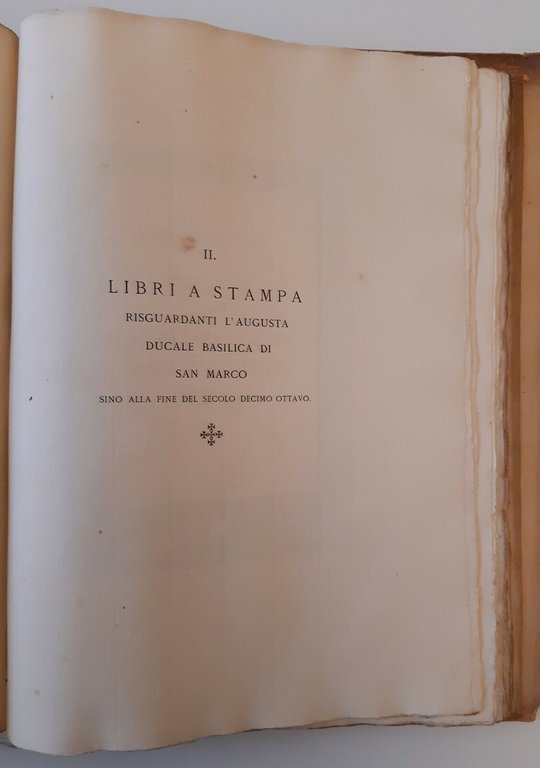 II.
LIBRI A STAMPA
RISGUARDANTI L'AUGUSTA
DUCALE BASILICA DI
SAN MARCO
SINO ALLA FINE DEL SECOLO DECIMO OTTAVO.